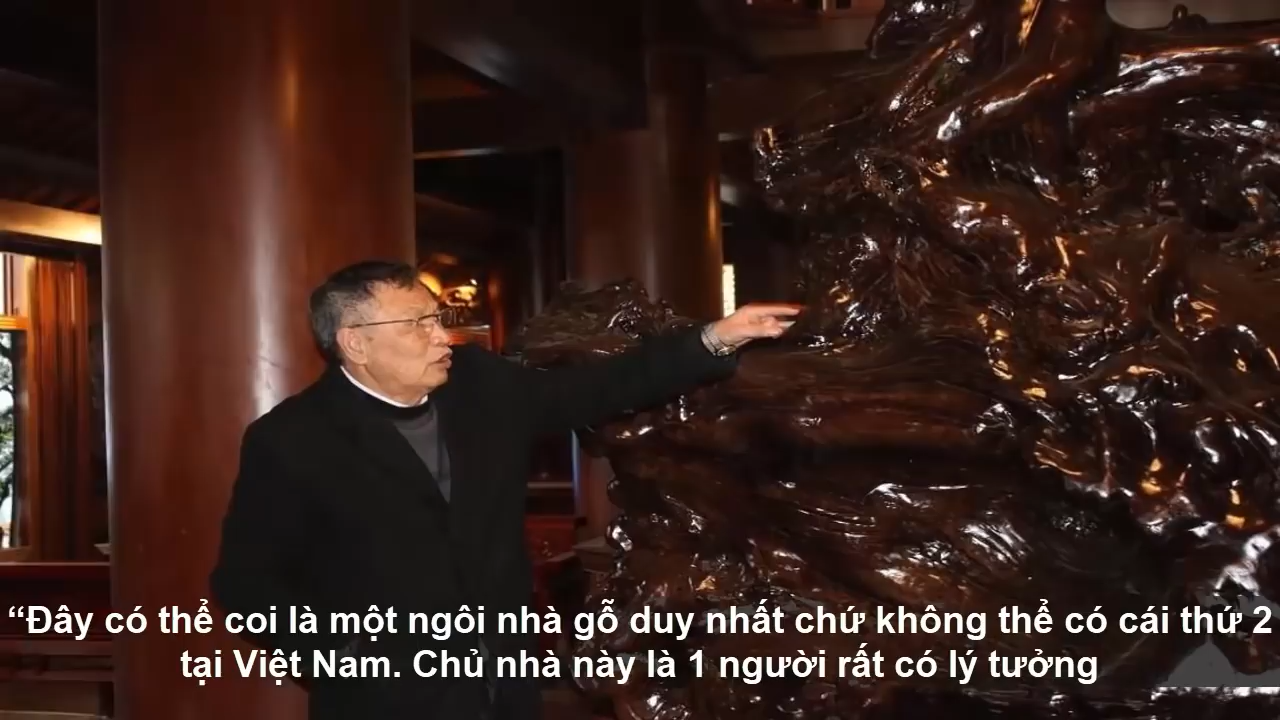 “Đây có thể coi là một ngôi nhà gỗ duy nhất chứ không thể có cái thứ 2
tại Việt Nam. Chủ nhà này là 1 người rất có lý tưởng